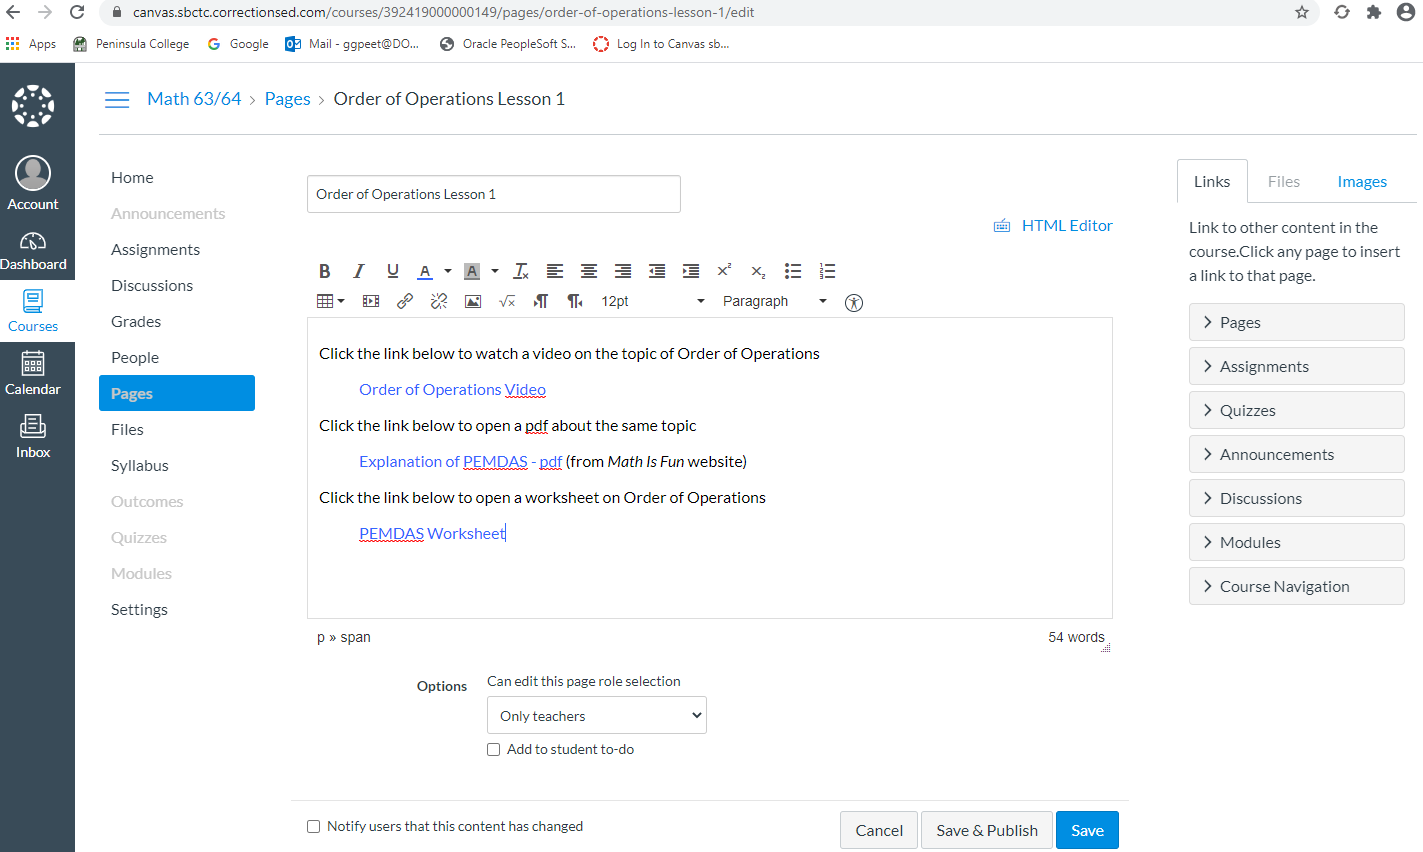 canvas.sbctc.correctionsed.com/courses/392419000000149/pages/order-of-operations-lesson-1/edit
Apps Peninsula College Google Mail - ggpeet@DO... Oracle PeopleSoft S... Log In to Canvas sb...
Math 63/64 > Pages > Order of Operations Lesson 1
Account
Dashboard
Courses
Calendar
Inbox
Home
Announcements
Assignments
Discussions
Grades
People
Pages
Files
Syllabus
Outcomes
Quizzes
Modules
Settings
Order of Operations Lesson 1
HTML Editor
12pt Paragraph
Click the link below to watch a video on the topic of Order of Operations
Order of Operations Video
Click the link below to open a pdf about the same topic
Explanation of PEMDAS - pdf (from Math Is Fun website)
Click the link below to open a worksheet on Order of Operations
PEMDAS Worksheet
p » span 54 words
Options Can edit this page role selection
Only teachers
Add to student to-do
Notify users that this content has changed
Cancel Save & Publish Save
Links Files Images
Link to other content in the
course.Click any page to insert
a link to that page.
Pages
Assignments
Quizzes
Announcements
Discussions
Modules
Course Navigation